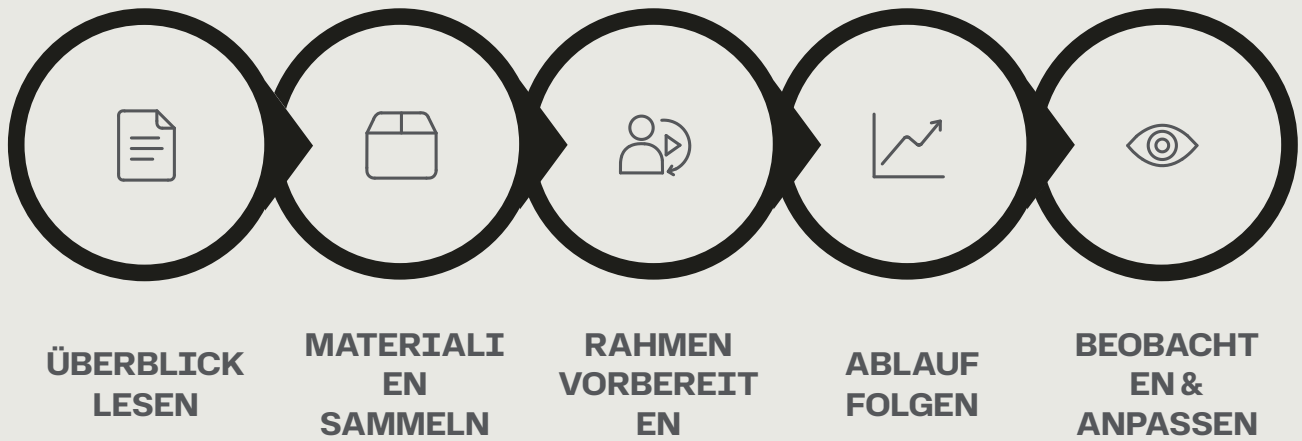 ÜBERBLICK
LESEN
MATERIALI
EN
SAMMELN
RAHMEN
VORBEREIT
EN
ABLAUF
FOLGEN
BEOBACHT
EN &
ANPASSEN